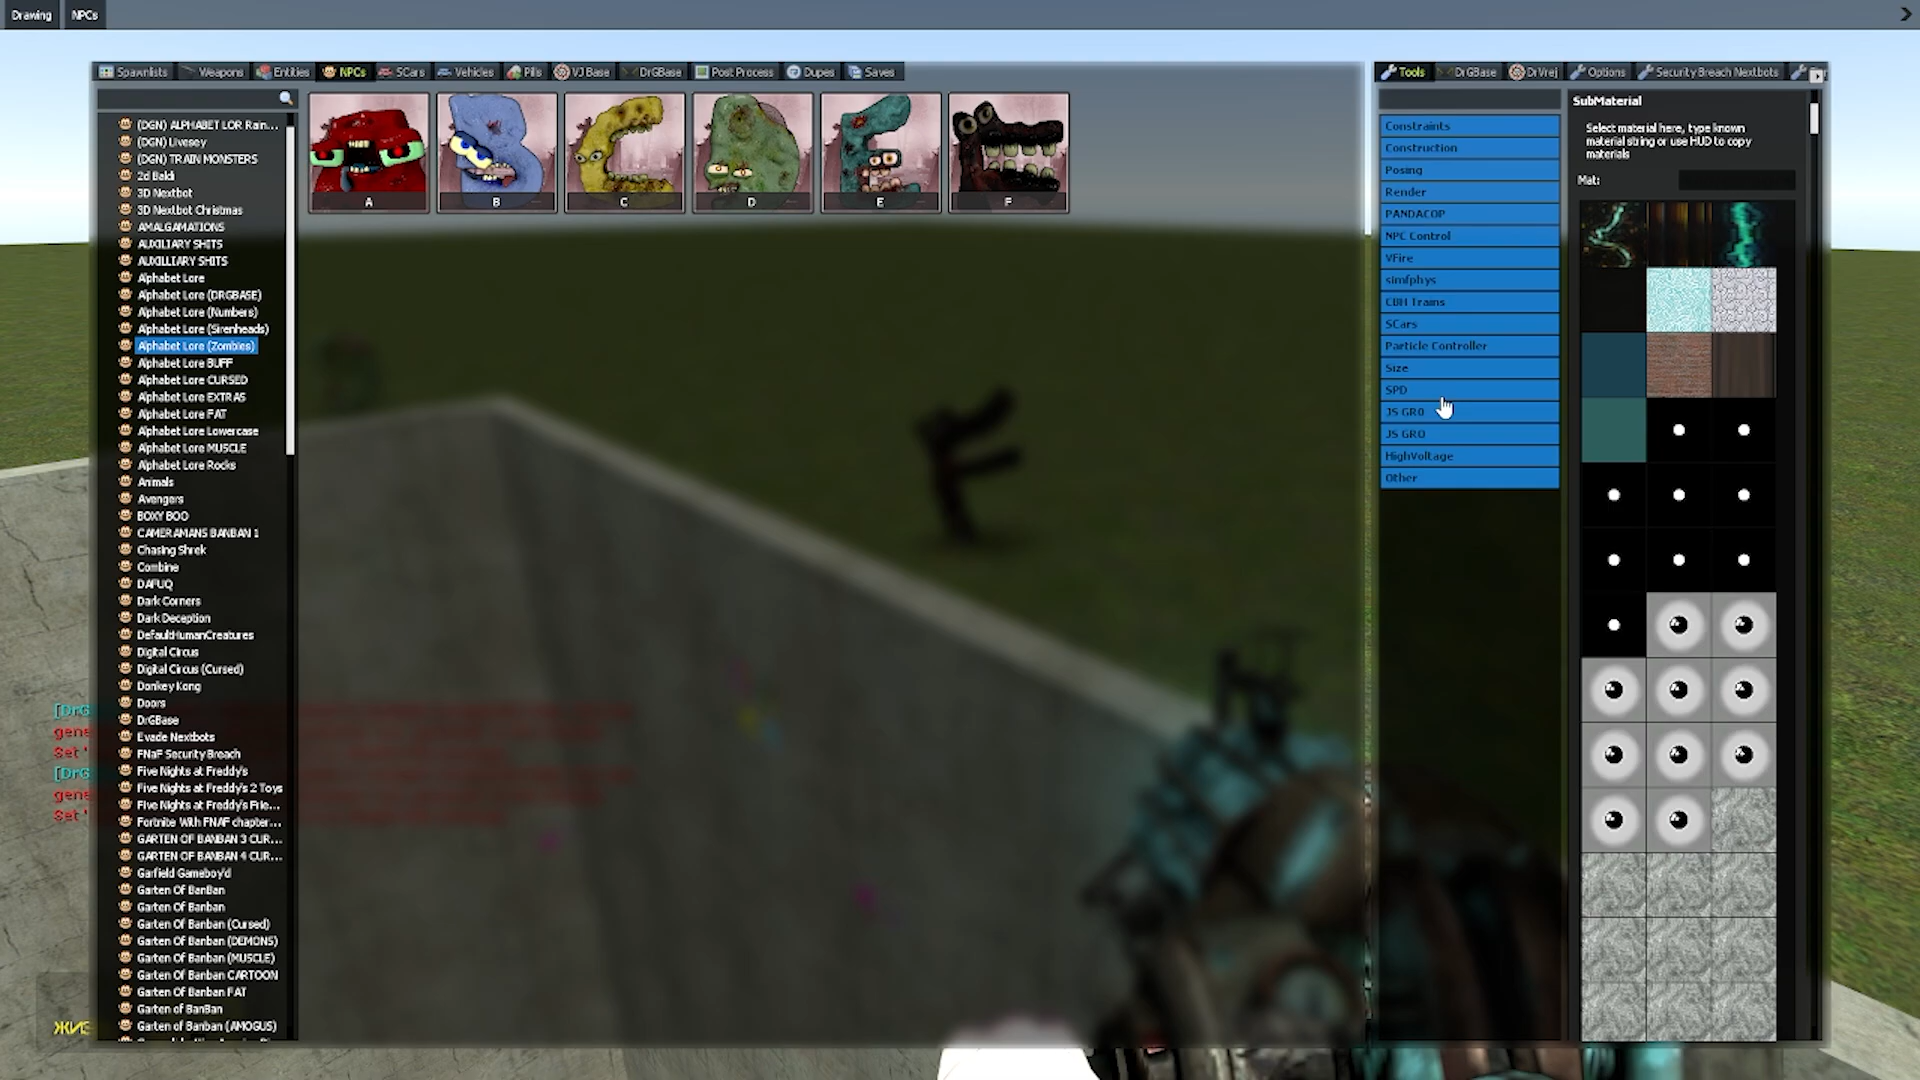 Drawing NPCs
Spawnlists Weapons Entities NPCs SCars Vehicles Pills VJ Base DrGBase Post Process Dupes Saves
(DGN) ALPHABET LOR Rain...
(DGN) Livesey
(DGN) TRAIN MONSTERS
2d Baldi
3D Nextbot
3D Nextbot Christmas
AMALGAMATIONS
AUXILIARY SHITS
AUXILLIARY SHITS
Alphabet Lore
Alphabet Lore (DRGBASE)
Alphabet Lore (Numbers)
Alphabet Lore (Sirenheads)
Alphabet Lore (Zombies)
Alphabet Lore BUFF
Alphabet Lore CURSED
Alphabet Lore EXTRAS
Alphabet Lore FAT
Alphabet Lore Lowercase
Alphabet Lore MUSCLE
Alphabet Lore Rocks
Animals
Avengers
BOXY BOO
CAMERAMANS BANBAN 1
Chasing Shrek
Combine
DAFUQ
Dark Corners
Dark Deception
DefaultHumanCreatures
Digital Circus
Digital Circus (Cursed)
Donkey Kong
Doors
DrGBase
Evade Nextbots
FNaF Security Breach
Five Nights at Freddy's
Five Nights at Freddy's 2 Toys
Five Nights at Freddy's Frie...
Fortnite With FNAF chapter...
GARTEN OF BANBAN 3 CUR...
GARTEN OF BANBAN 4 CUR...
Garfield Gameboy'd
Garten Of BanBan
Garten Of Banban
Garten Of Banban (Cursed)
Garten Of Banban (DEMONS)
Garten Of Banban (MUSCLE)
Garten Of Banban CARTOON
Garten Of Banban FAT
Garten of BanBan
Garten of Banban (AMOGUS)
A B C D E F
[DrG
gene
Set '
[DrG
gene
Set '
ЖИЗ
Tools DrGBase DrVrej Options Security Breach Nextbots
Constraints
Construction
Posing
Render
PANDACOP
NPC Control
VFire
simfphys
CBH Trains
SCars
Particle Controller
Size
SPD
JS GRO
JS GRO
HighVoltage
Other
SubMaterial
Select material here, type known
material string or use HUD to copy
materials
Mat: